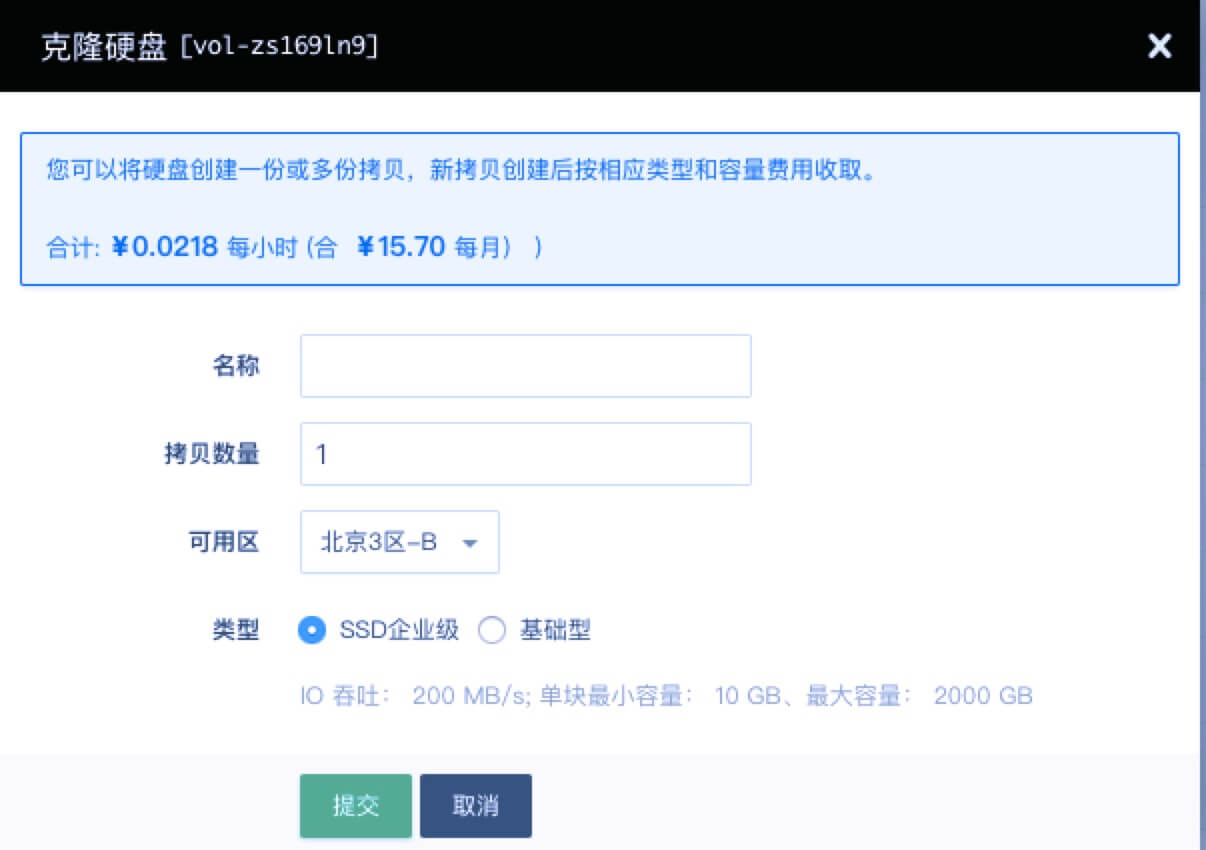 克隆硬盘 [vol-zs169ln9]
您可以将硬盘创建一份或多份拷贝，新拷贝创建后按相应类型和容量费用收取。
合计: ¥0.0218 每小时 (合 ¥15.70 每月） )
名称
拷贝数量 1
可用区 北京3区-B
类型 SSD企业级 基础型
IO 吞吐： 200 MB/s; 单块最小容量： 10 GB、最大容量： 2000 GB
提交 取消